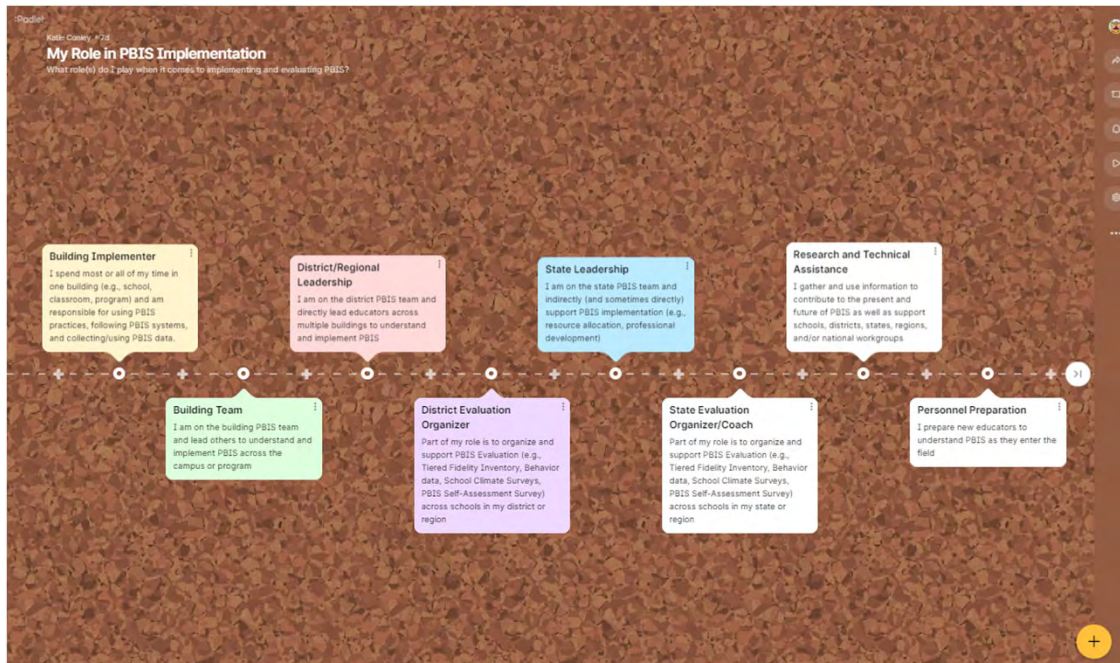 :Padlet
Katie Conley +7d
My Role in PBIS Implementation
What role(s) do I play when it comes to implementing and evaluating PBIS?
Building Implementer
I spend most or all of my time in
one building (e.g., school,
classroom, program) and am
responsible for using PBIS
practices, following PBIS systems,
and collecting/using PBIS data.
Building Team
I am on the building PBIS team
and lead others to understand and
implement PBIS across the
campus or program
District/Regional
Leadership
I am on the district PBIS team and
directly lead educators across
multiple buildings to understand
and implement PBIS
District Evaluation
Organizer
Part of my role is to organize and
support PBIS Evaluation (e.g.,
Tiered Fidelity Inventory, Behavior
data, School Climate Surveys,
PBIS Self-Assessment Survey)
across schools in my district or
region
State Leadership
I am on the state PBIS team and
indirectly (and sometimes directly)
support PBIS implementation (e.g.,
resource allocation, professional
development)
State Evaluation
Organizer/Coach
Part of my role is to organize and
support PBIS Evaluation (e.g.,
Tiered Fidelity Inventory, Behavior
data, School Climate Surveys,
PBIS Self-Assessment Survey)
across schools in my state or
region
Research and Technical
Assistance
I gather and use information to
contribute to the present and
future of PBIS as well as support
schools, districts, states, regions,
and/or national workgroups
Personnel Preparation
I prepare new educators to
understand PBIS as they enter the
field